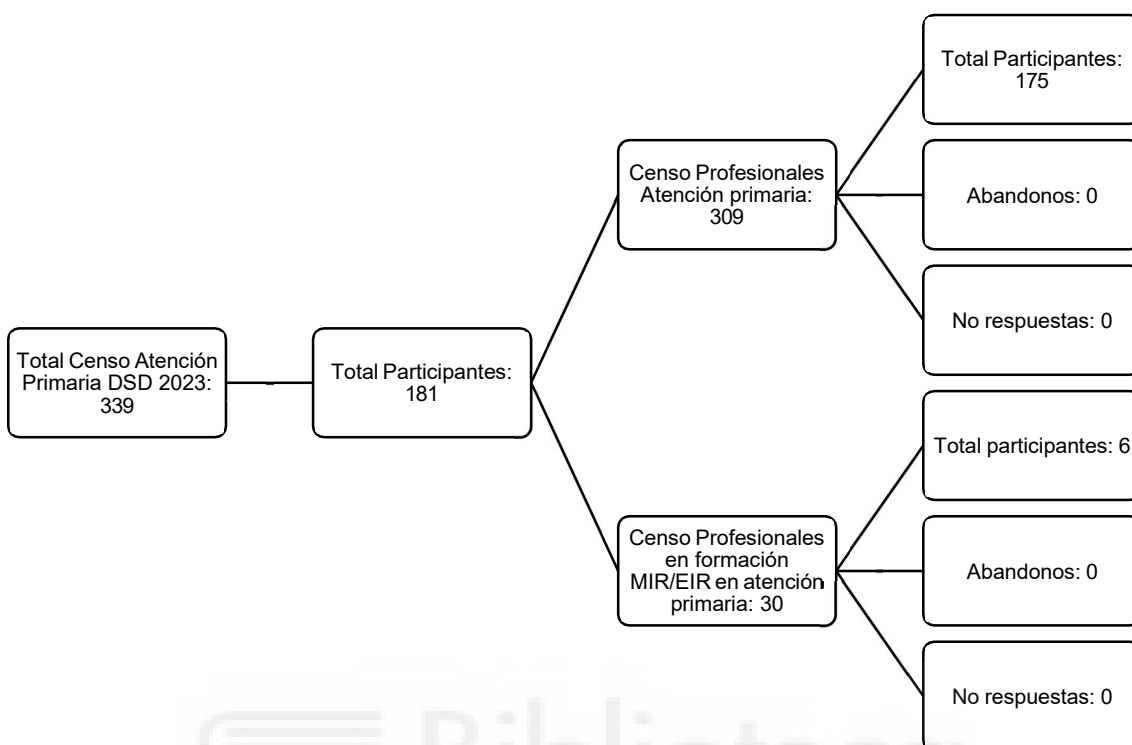 Total Censo Atención
Primaria DSD 2023:
339
Total Participantes:
181
Censo Profesionales
Atención primaria:
309
Total Participantes:
175
Abandonos: 0
No respuestas: 0
Censo Profesionales
en formación
MIR/EIR en atención
primaria: 30
Total participantes: 6
Abandonos: 0
No respuestas: 0
Biblioteca